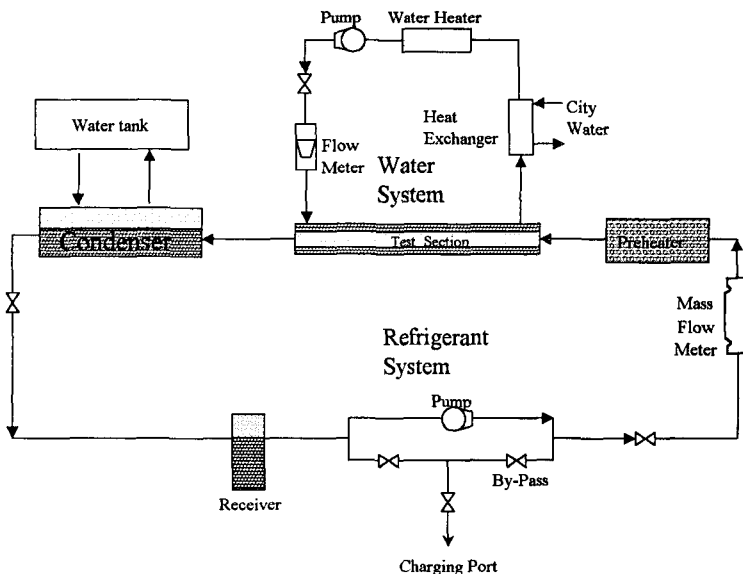 Pump
Water Heater
Water tank
Flow
Meter
Heat
Exchanger
City
Water
Water
System
Condenser
Test Section
Preheater
Mass
Flow
Meter
Refrigerant
System
Pump
Receiver
By-Pass
Charging Port